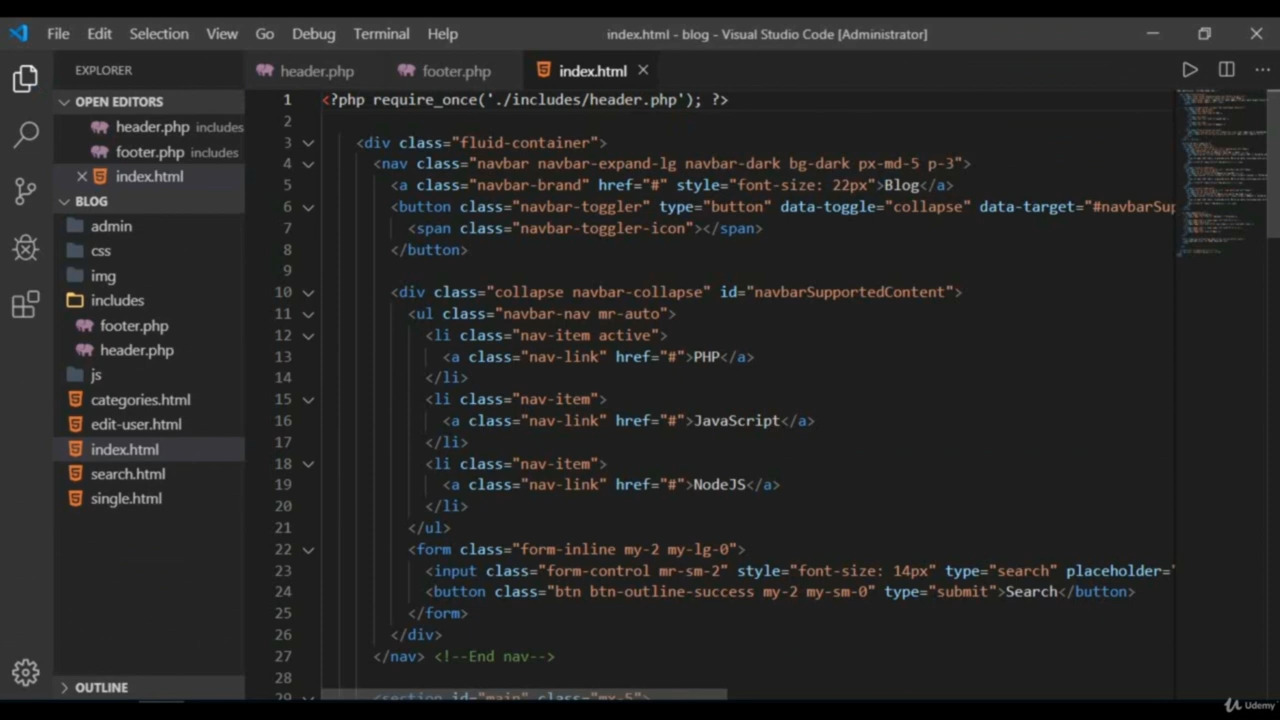 File Edit Selection View Go Debug Terminal Help index.html - blog - Visual Studio Code [Administrator]
EXPLORER
OPEN EDITORS
header.php includes
footer.php includes
index.html
BLOG
admin
css
img
includes
footer.php
header.php
js
categories.html
edit-user.html
index.html
search.html
single.html
OUTLINE
header.php footer.php index.html
1 <?php require_once('./includes/header.php'); ?>
2
3 <div class="fluid-container">
4 <nav class="navbar navbar-expand-lg navbar-dark bg-dark px-md-5 p-3">
5 <a class="navbar-brand" href="#" style="font-size: 22px">Blog</a>
6 <button class="navbar-toggler" type="button" data-toggle="collapse" data-target="#navbarSup
7 <span class="navbar-toggler-icon"></span>
8 </button>
9
10 <div class="collapse navbar-collapse" id="navbarSupportedContent">
11 <ul class="navbar-nav mr-auto">
12 <li class="nav-item active">
13 <a class="nav-link" href="#">PHP</a>
14 </li>
15 <li class="nav-item">
16 <a class="nav-link" href="#">JavaScript</a>
17 </li>
18 <li class="nav-item">
19 <a class="nav-link" href="#">NodeJS</a>
20 </li>
21 </ul>
22 <form class="form-inline my-2 my-lg-0">
23 <input class="form-control mr-sm-2" style="font-size: 14px" type="search" placeholder="
24 <button class="btn btn-outline-success my-2 my-sm-0" type="submit">Search</button>
25 </form>
26 </div>
27 </nav> <!--End nav-->
28
29 <section id="main" class="mx-5">
Udemy